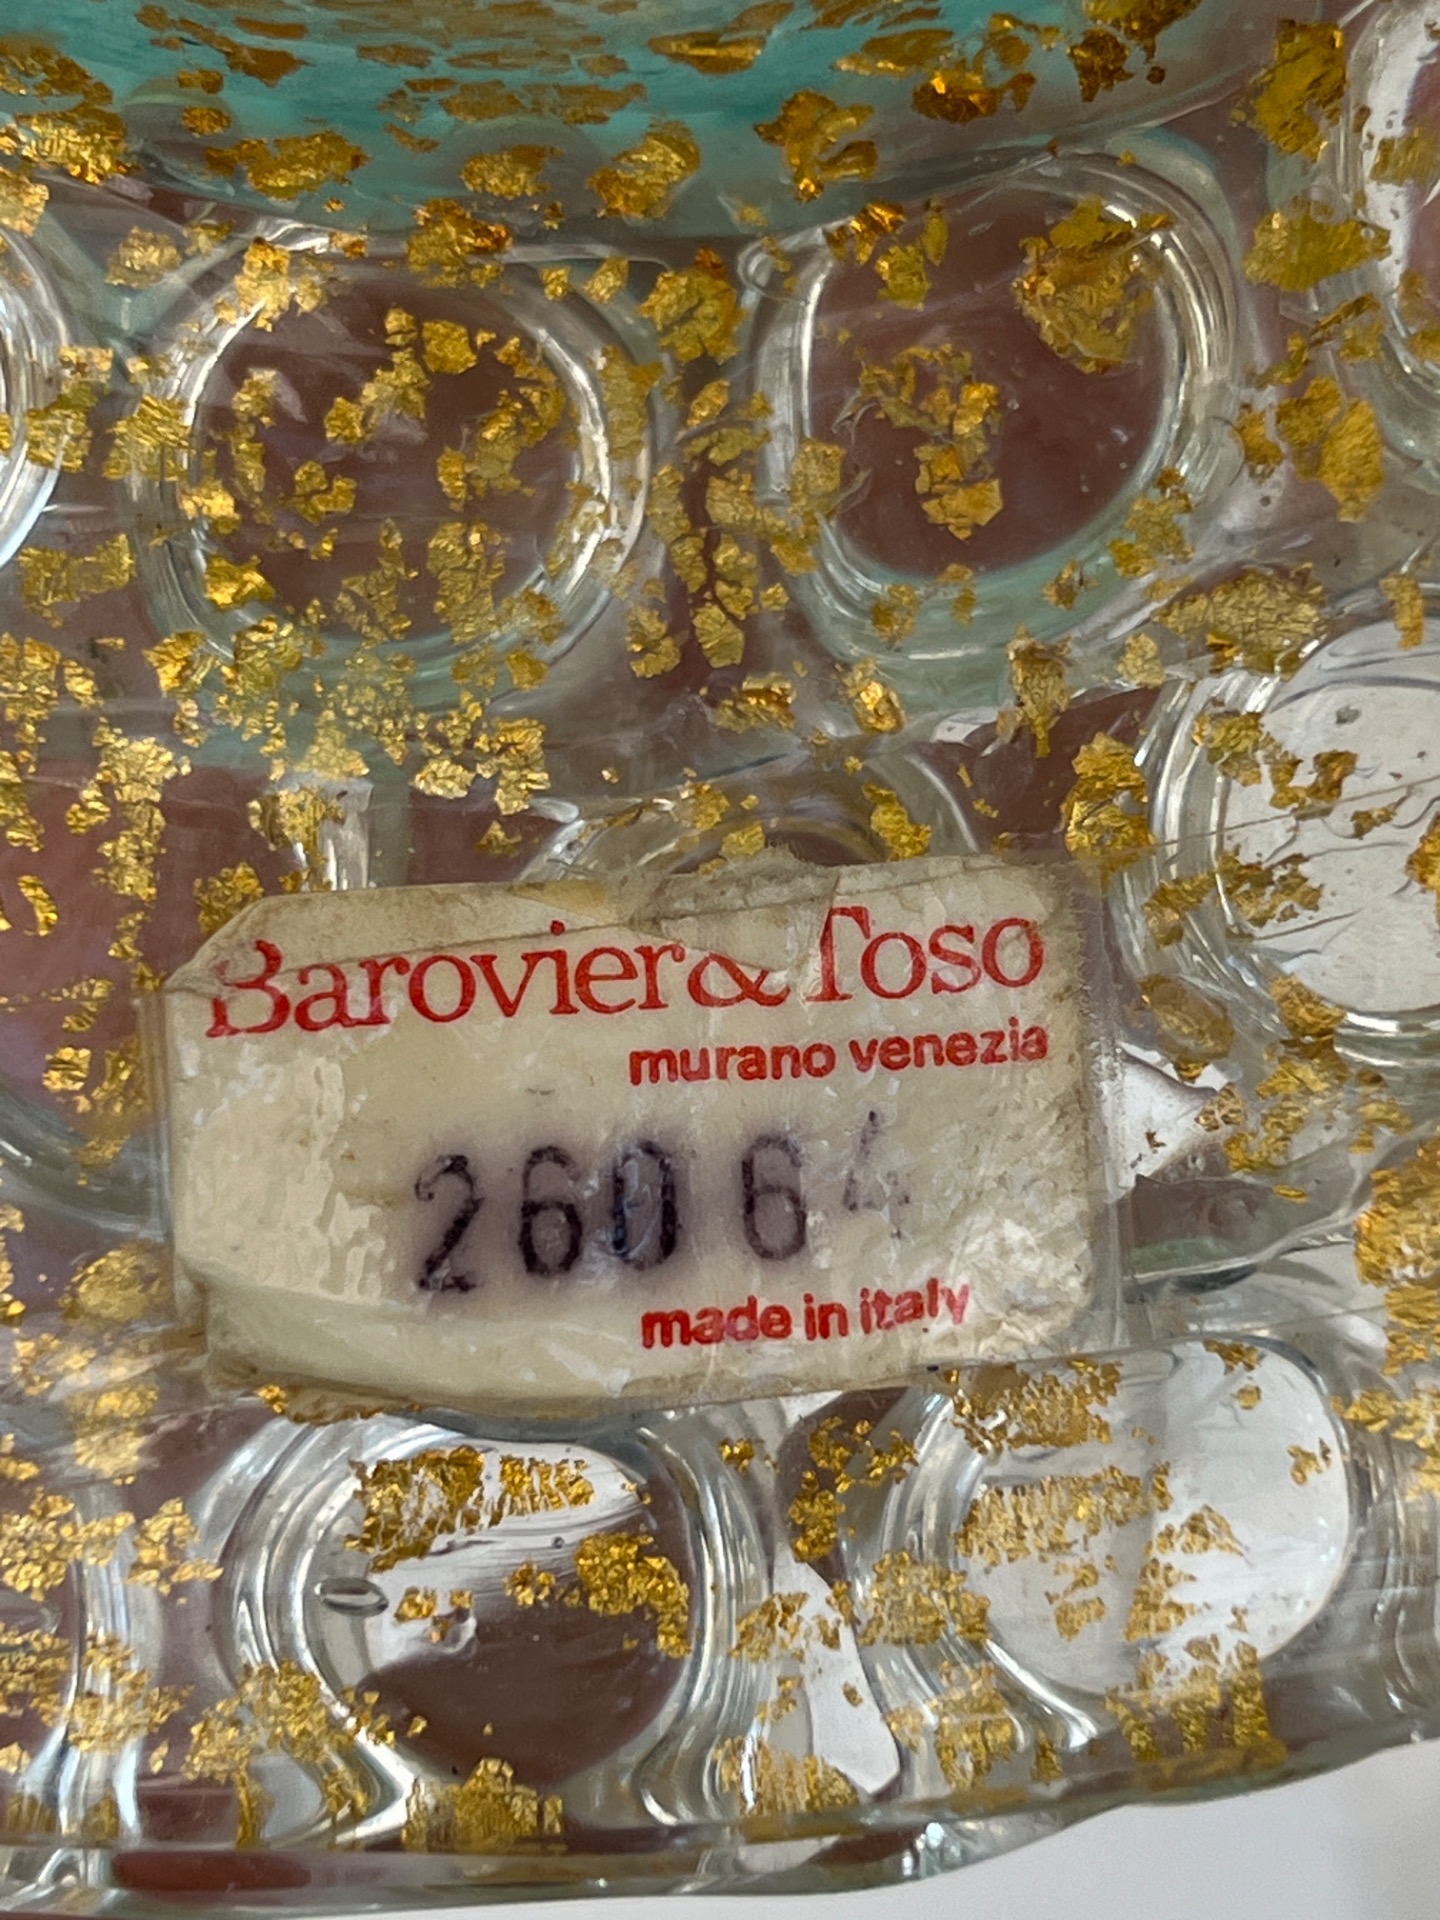 Barovier&Toso
murano venezia
26064
made in italy